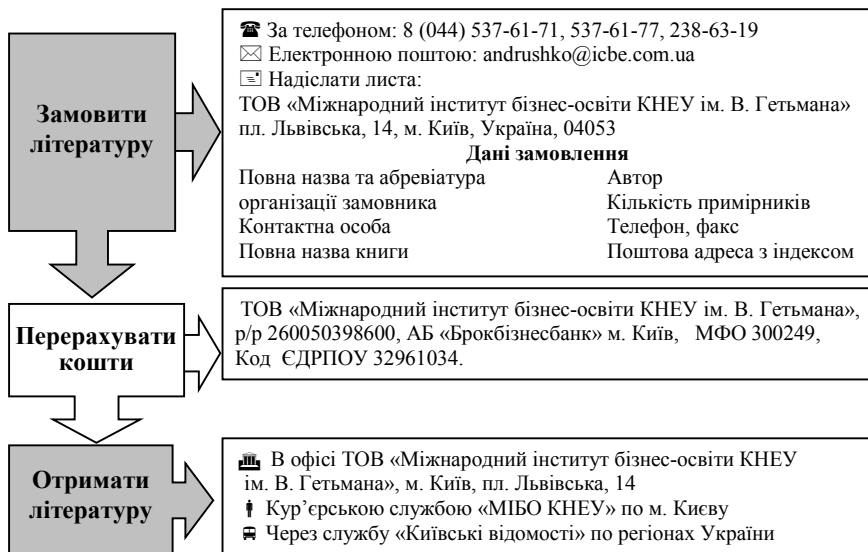 Замовити
літературу
☎ За телефоном: 8 (044) 537-61-71, 537-61-77, 238-63-19
Електронною поштою: andrushko@icbe.com.ua
Надіслати листа:
ТОВ «Міжнародний інститут бізнес-освіти КНЕУ ім. В. Гетьмана»
пл. Львівська, 14, м. Київ, Україна, 04053
Дані замовлення
Повна назва та абревіатура
організації замовника
Контактна особа
Повна назва книги
Автор
Кількість примірників
Телефон, факс
Поштова адреса з індексом
Перерахувати
кошти
ТОВ «Міжнародний інститут бізнес-освіти КНЕУ ім. В. Гетьмана»,
р/р 260050398600, АБ «Брокбізнесбанк» м. Київ, МФО 300249,
Код ЄДРПОУ 32961034.
Отримати
літературу
В офісі ТОВ «Міжнародний інститут бізнес-освіти КНЕУ
ім. В. Гетьмана», м. Київ, пл. Львівська, 14
Кур’єрською службою «МІБО КНЕУ» по м. Києву
Через службу «Київські відомості» по регіонах України